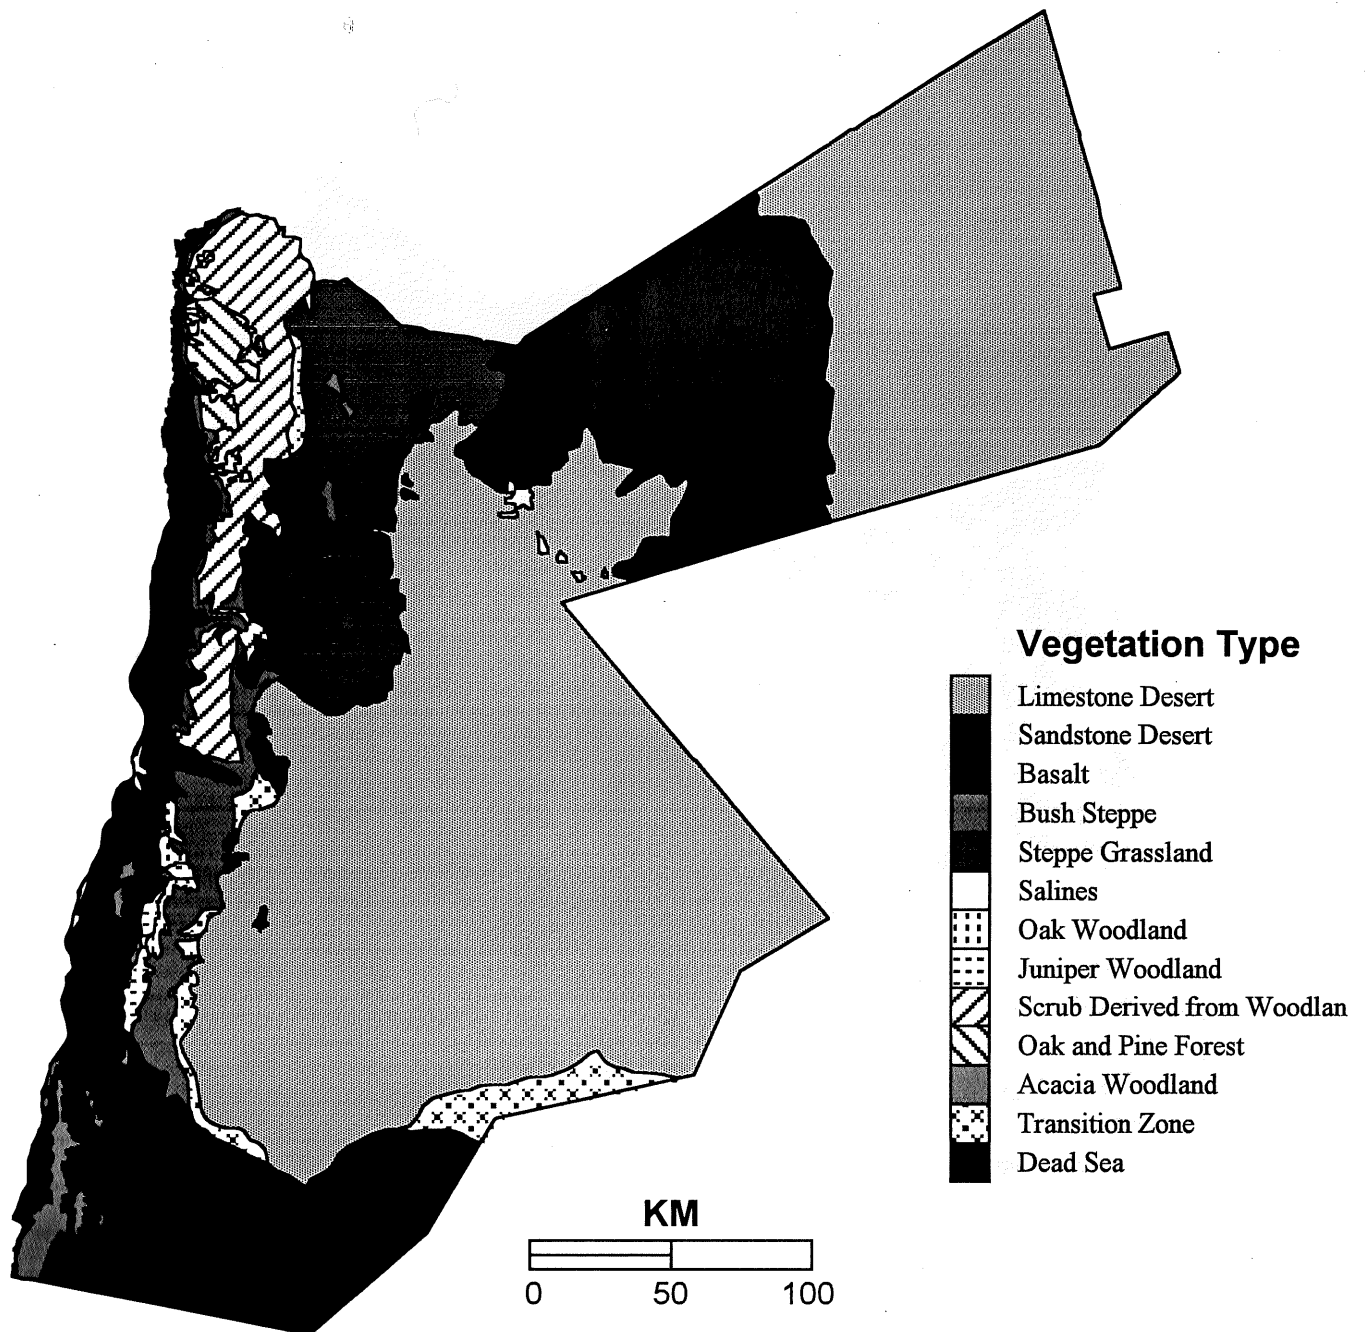 Vegetation Type
Limestone Desert
Sandstone Desert
Basalt
Bush Steppe
Steppe Grassland
Salines
Oak Woodland
Juniper Woodland
Scrub Derived from Woodlan
Oak and Pine Forest
Acacia Woodland
Transition Zone
Dead Sea
KM
0 50 100